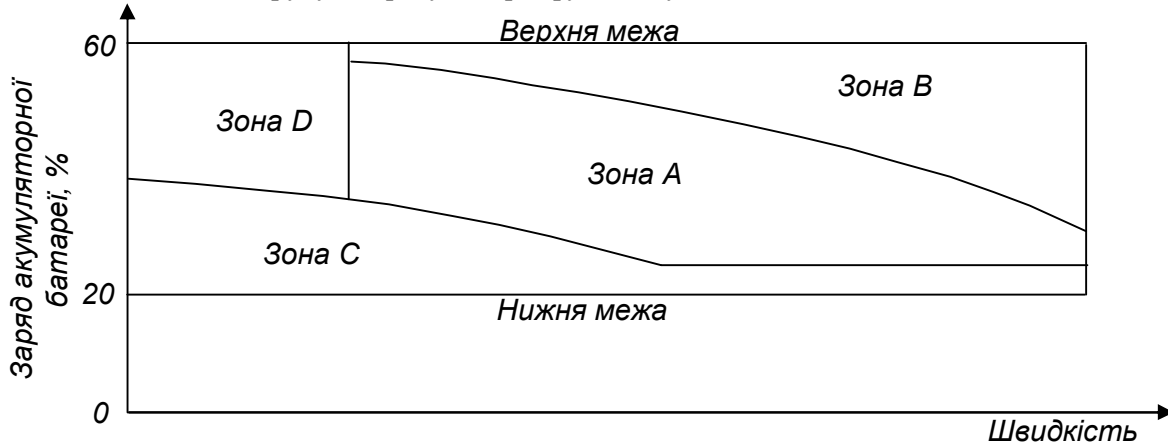 Верхня межа
60
Зона В
Зона D
Зона А
Заряд акумуляторної
батареї, %
Зона С
20
Нижня межа
0
Швидкість